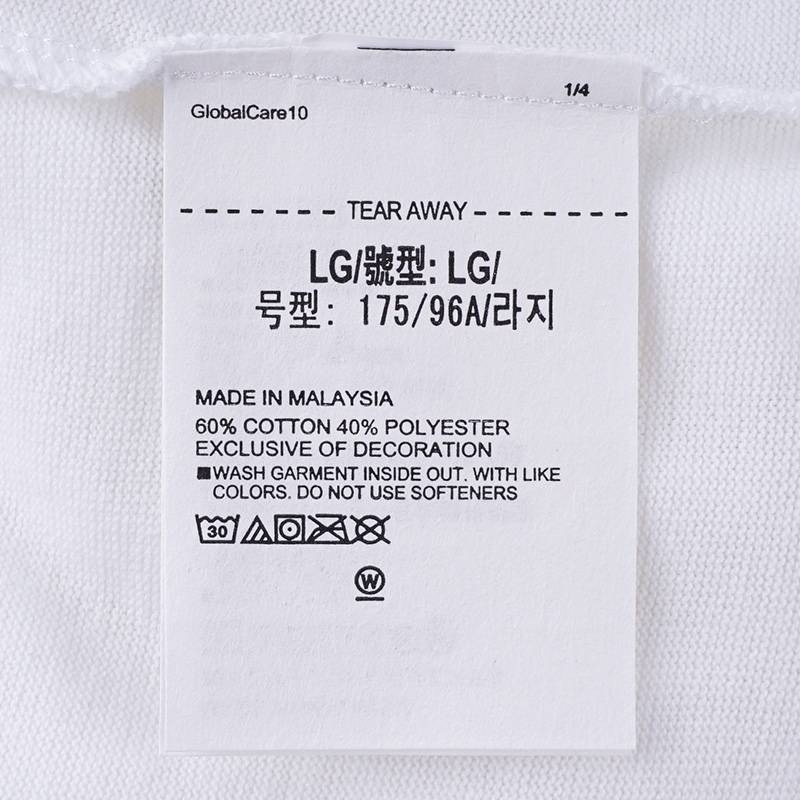 1/4
GlobalCare10
TEAR AWAY
LG/號型: LG/
号型: 175/96A/라지
MADE IN MALAYSIA
60% COTTON 40% POLYESTER
EXCLUSIVE OF DECORATION
■WASH GARMENT INSIDE OUT. WITH LIKE
COLORS. DO NOT USE SOFTENERS
30
W